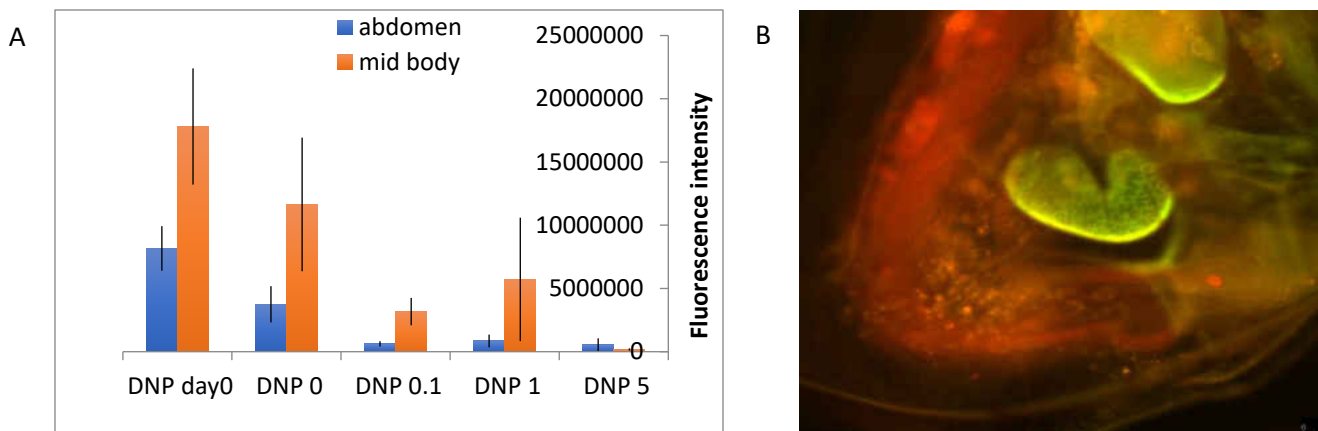 A
abdomen
mid body
25000000
20000000
15000000
10000000
5000000
0
Fluorescence intensity
DNP day0 DNP 0 DNP 0.1 DNP 1 DNP 5
B